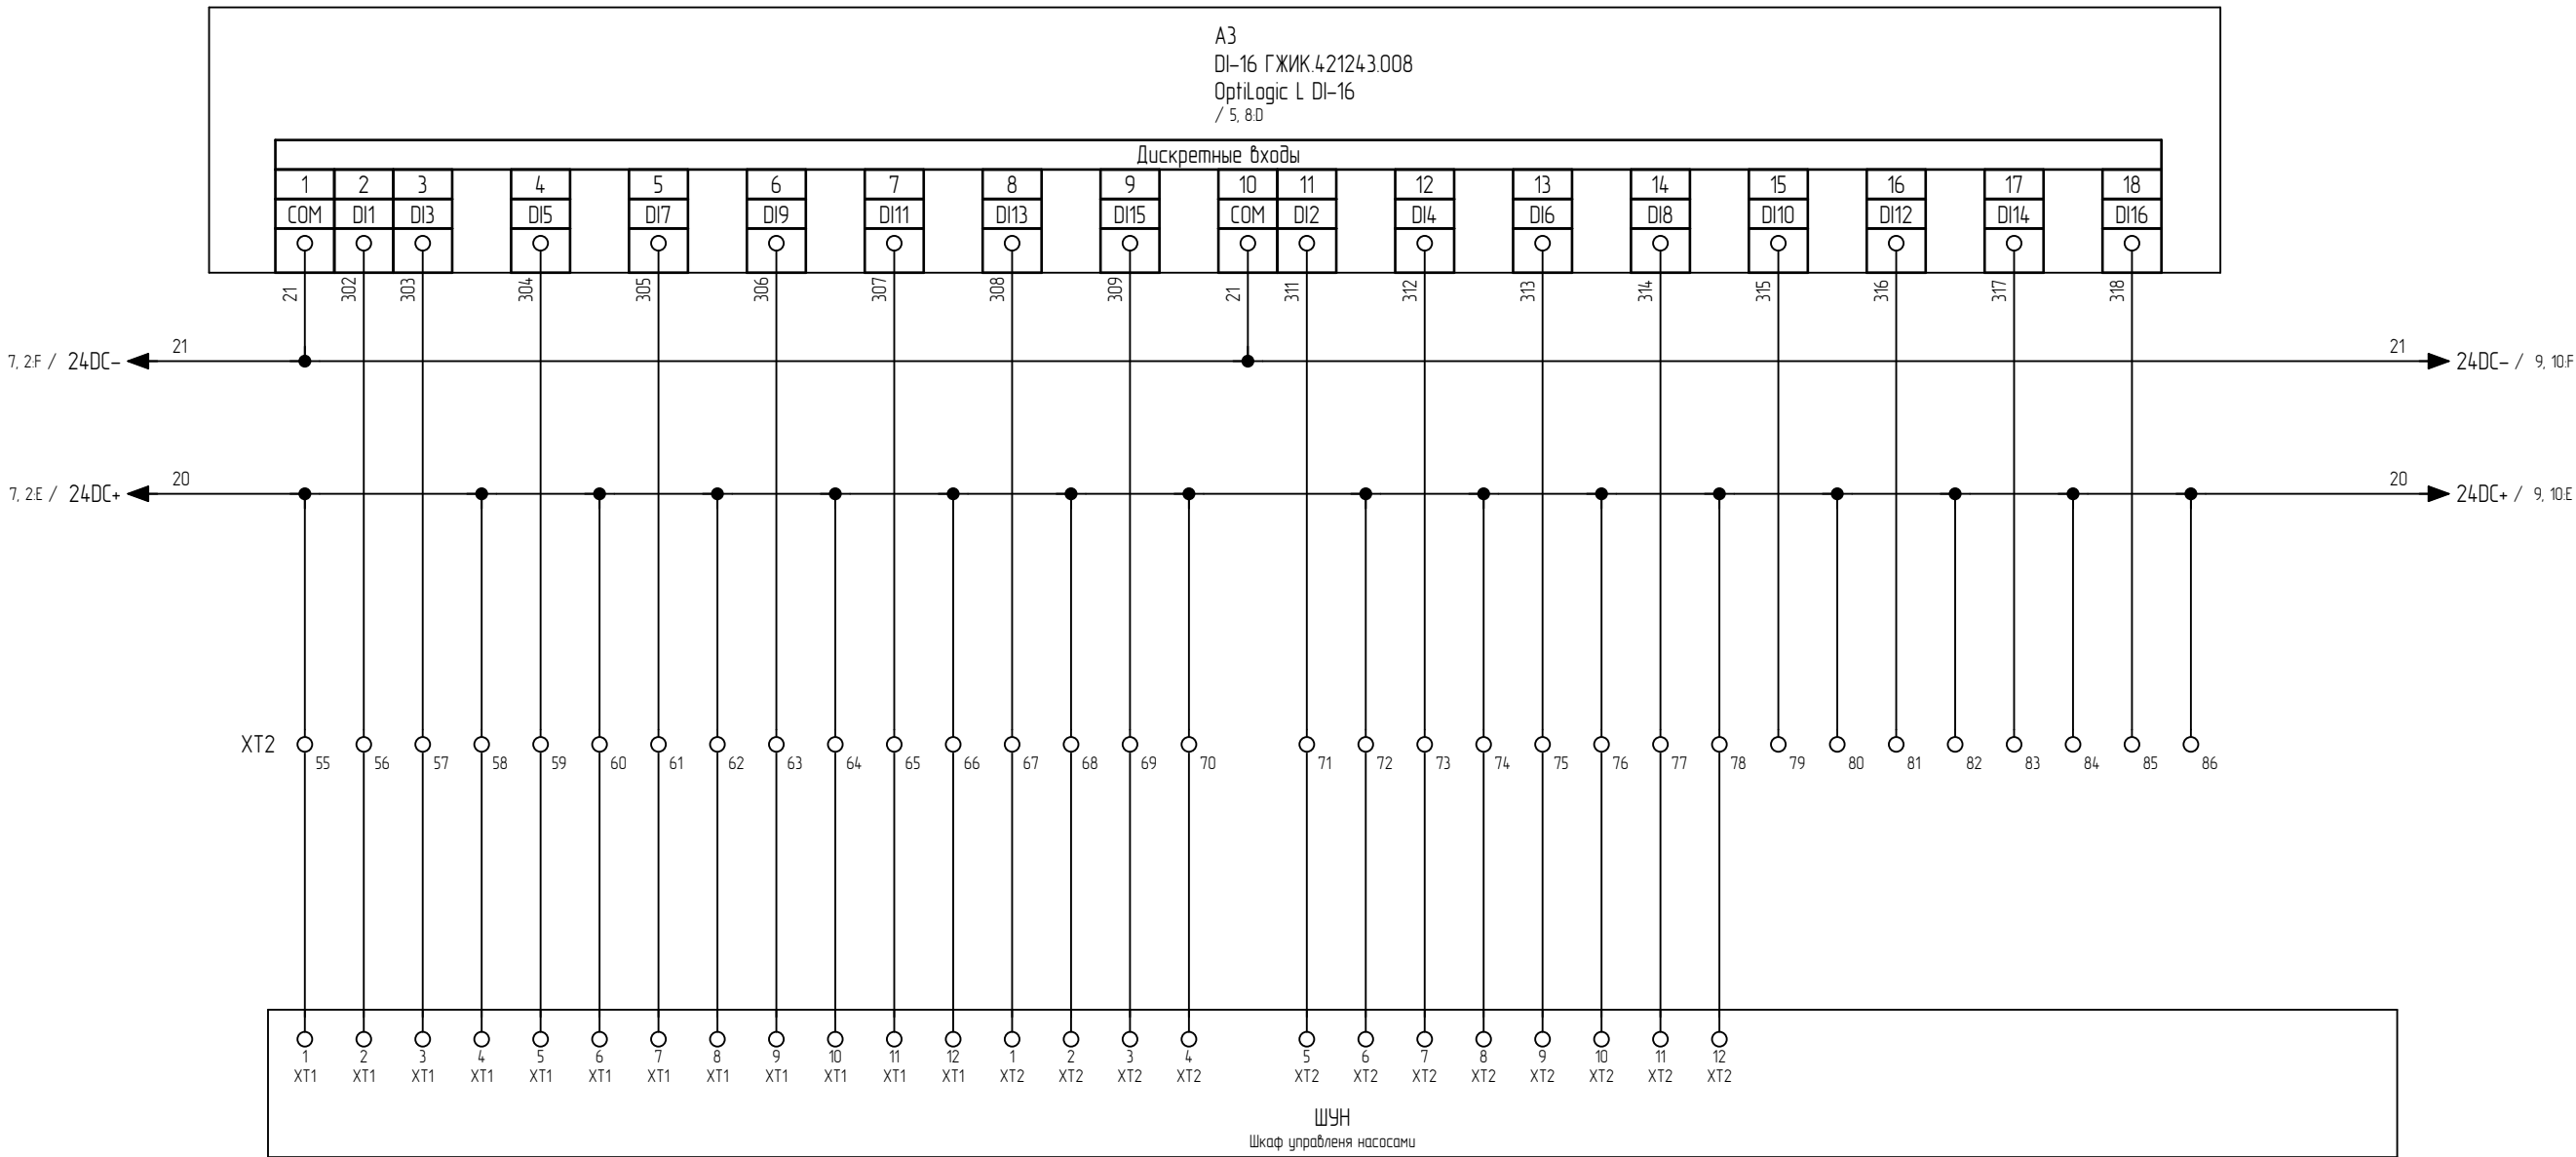 А3
DI-16 ГЖИК.421243.008
OptiLogic L DI-16
/ 5, 8:D
Дискретные входы
1 2 3 4 5 6 7 8 9 10 11 12 13 14 15 16 17 18
COM DI1 DI3 DI5 DI7 DI9 DI11 DI13 DI15 COM DI2 DI4 DI6 DI8 DI10 DI12 DI14 DI16
21 302 303 304 305 306 307 308 309 21 311 312 313 314 315 316 317 318
7, 2:F / 24DC- 21 21 24DC- / 9, 10:F
7, 2:E / 24DC+ 20 20 24DC+ / 9, 10:E
XT2
55 56 57 58 59 60 61 62 63 64 65 66 67 68 69 70 71 72 73 74 75 76 77 78 79 80 81 82 83 84 85 86
1 2 3 4 5 6 7 8 9 10 11 12 1 2 3 4 5 6 7 8 9 10 11 12
XT1 XT1 XT1 XT1 XT1 XT1 XT1 XT1 XT1 XT1 XT1 XT1 XT2 XT2 XT2 XT2 XT2 XT2 XT2 XT2 XT2 XT2 XT2 XT2
ШУН
Шкаф управленя насосами